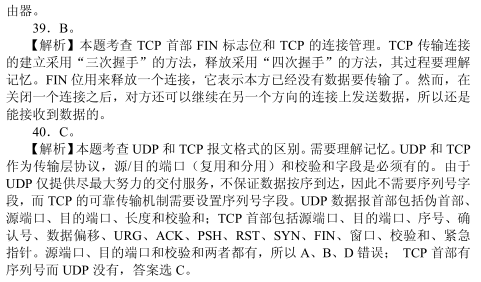 由器。
39．B。
【解析】本题考查 TCP 首部 FIN 标志位和 TCP 的连接管理。TCP 传输连接
的建立采用“三次握手”的方法，释放采用“四次握手”的方法，其过程要理解
记忆。FIN 位用来释放一个连接，它表示本方已经没有数据要传输了。然而，在
关闭一个连接之后，对方还可以继续在另一个方向的连接上发送数据，所以还是
能接收到数据的。
40．C。
【解析】本题考查 UDP 和 TCP 报文格式的区别。需要理解记忆。UDP 和 TCP
作为传输层协议，源/目的端口（复用和分用）和校验和字段是必须有的。由于
UDP 仅提供尽最大努力的交付服务，不保证数据按序到达，因此不需要序列号字
段，而 TCP 的可靠传输机制需要设置序列号字段。UDP 数据报首部包括伪首部、
源端口、目的端口、长度和校验和；TCP 首部包括源端口、目的端口、序号、确
认号、数据偏移、URG、ACK、PSH、RST、SYN、FIN、窗口、校验和、紧急
指针。源端口、目的端口和校验和两者都有，所以 A、B、D 错误； TCP 首部有
序列号而 UDP 没有，答案选 C。